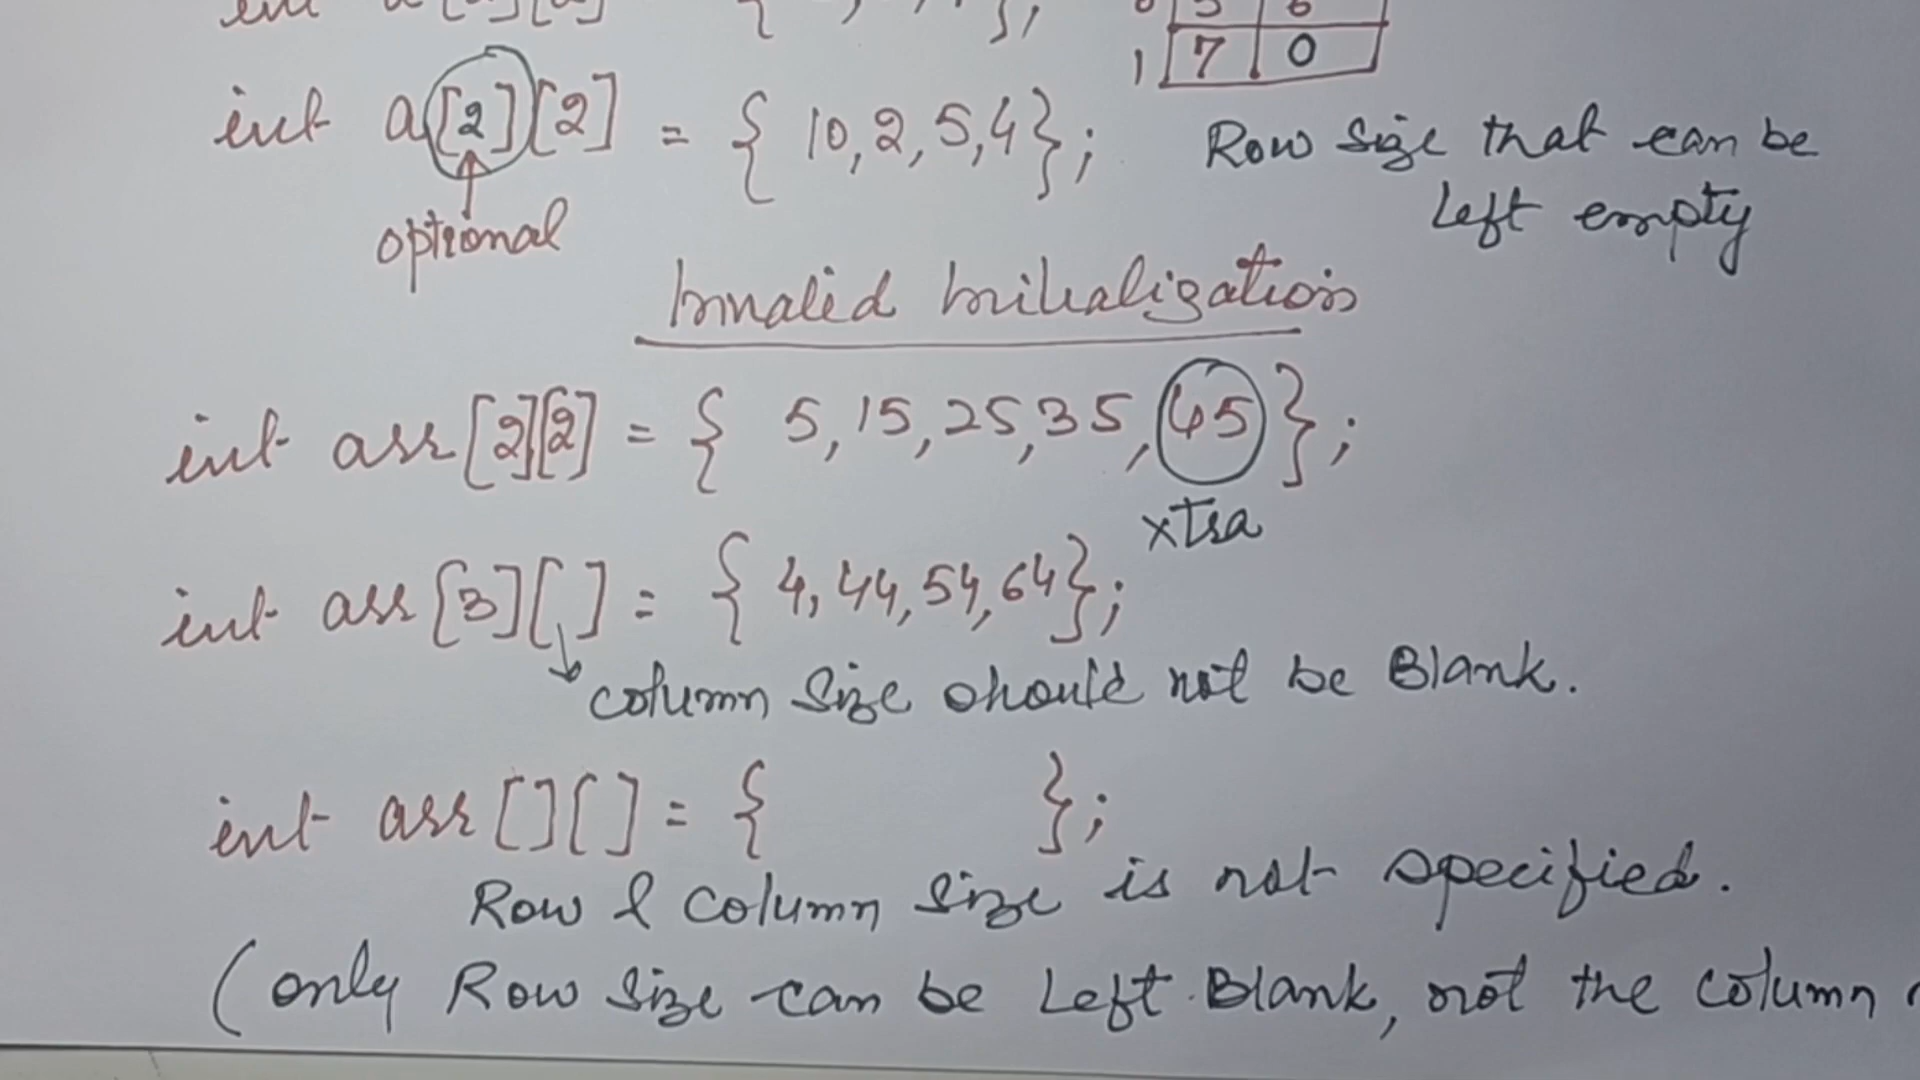 int a[2][2] = { 10,2,5,4}; Row Size that can be
Left empty
optional
Invalid Initialization
int arr[2][2] = { 5,15,25,35,45};
xtra
int arr[3][ ] = { 4,44,54,64};
column Size should not be Blank.
int arr[][] = { };
Row & Column Size is not specified.
(only Row Size can be Left Blank, not the column
1 7 0